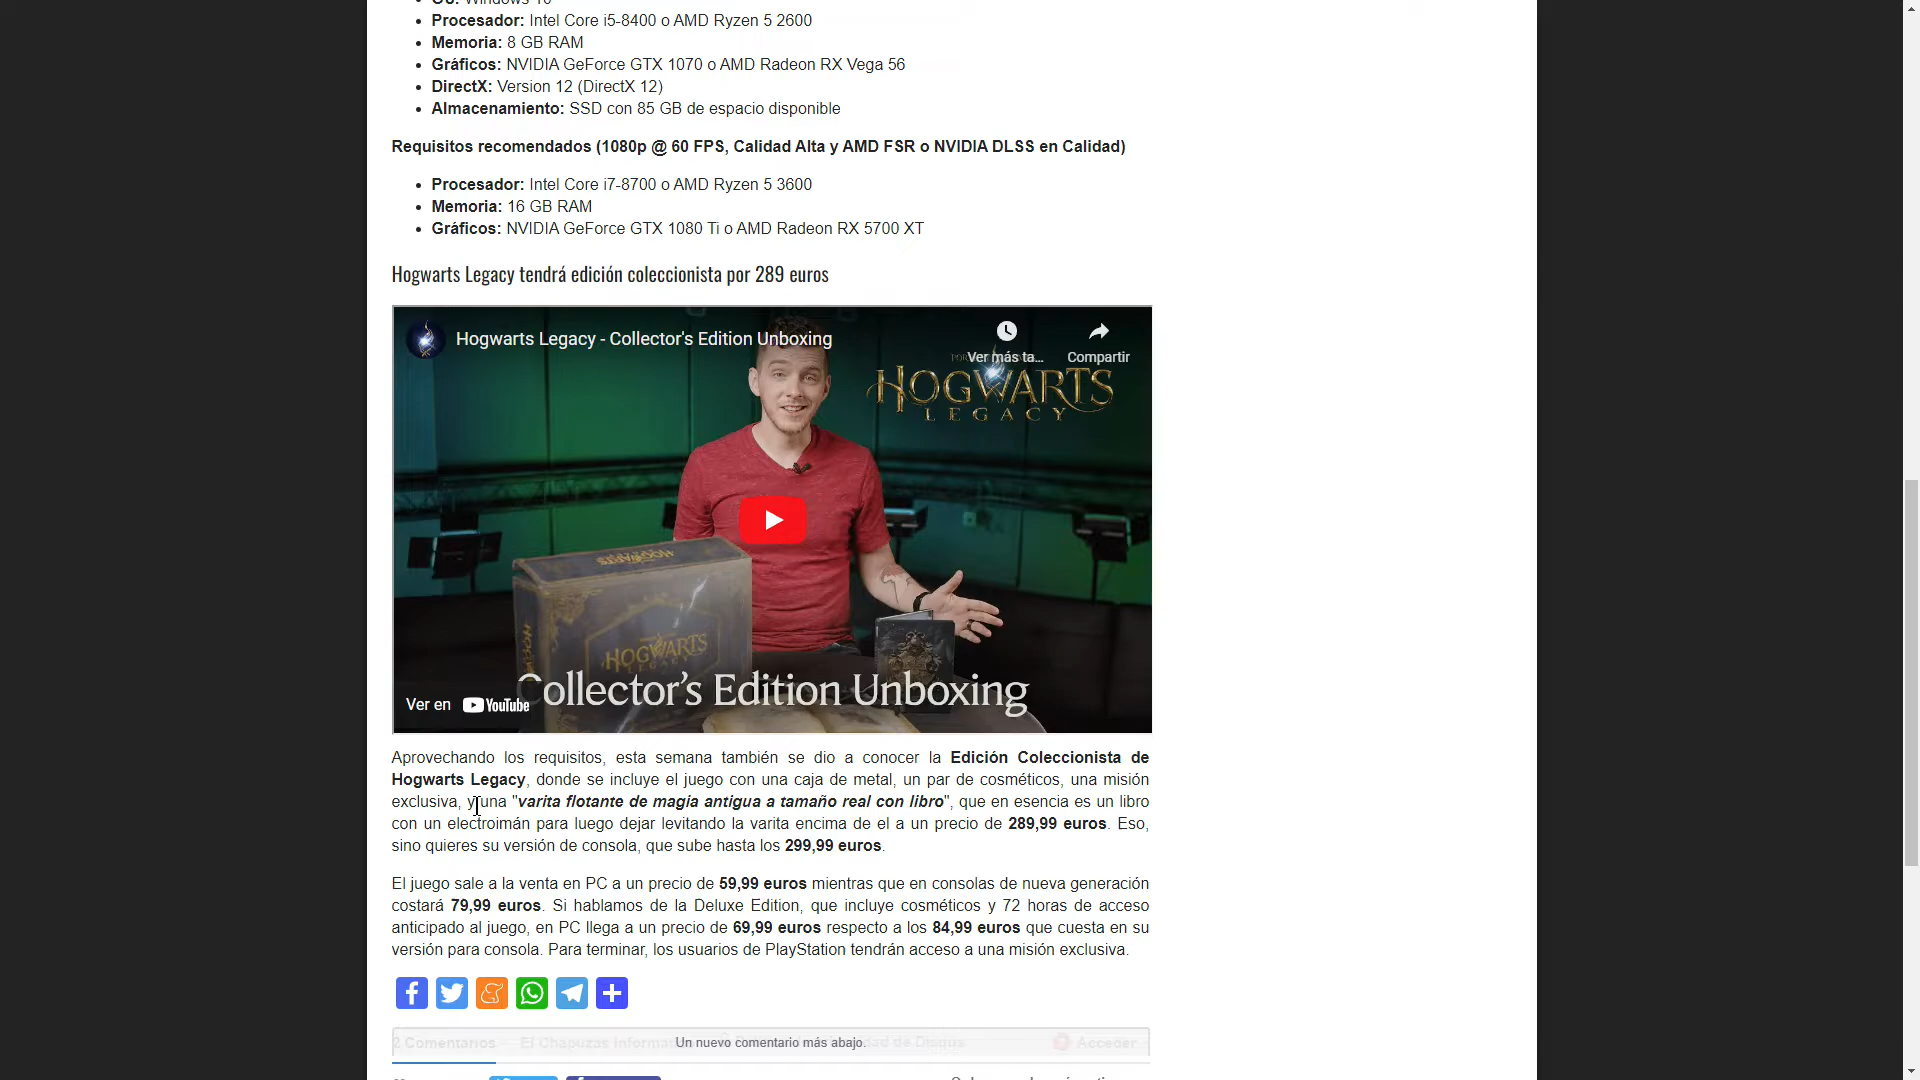 OS: Windows 10
Procesador: Intel Core i5-8400 o AMD Ryzen 5 2600
Memoria: 8 GB RAM
Gráficos: NVIDIA GeForce GTX 1070 o AMD Radeon RX Vega 56
DirectX: Version 12 (DirectX 12)
Almacenamiento: SSD con 85 GB de espacio disponible
Requisitos recomendados (1080p @ 60 FPS, Calidad Alta y AMD FSR o NVIDIA DLSS en Calidad)
Procesador: Intel Core i7-8700 o AMD Ryzen 5 3600
Memoria: 16 GB RAM
Gráficos: NVIDIA GeForce GTX 1080 Ti o AMD Radeon RX 5700 XT
Hogwarts Legacy tendrá edición coleccionista por 289 euros
Hogwarts Legacy - Collector's Edition Unboxing
Ver más ta...
Compartir
HOGWARTS
LEGACY
HOGWARTS
LEGACY
Collector's Edition Unboxing
Ver en YouTube
Aprovechando los requisitos, esta semana también se dio a conocer la Edición Coleccionista de
Hogwarts Legacy, donde se incluye el juego con una caja de metal, un par de cosméticos, una misión
exclusiva, y una "varita flotante de magia antigua a tamaño real con libro", que en esencia es un libro
con un electroimán para luego dejar levitando la varita encima de el a un precio de 289,99 euros. Eso,
sino quieres su versión de consola, que sube hasta los 299,99 euros.
El juego sale a la venta en PC a un precio de 59,99 euros mientras que en consolas de nueva generación
costará 79,99 euros. Si hablamos de la Deluxe Edition, que incluye cosméticos y 72 horas de acceso
anticipado al juego, en PC llega a un precio de 69,99 euros respecto a los 84,99 euros que cuesta en su
versión para consola. Para terminar, los usuarios de PlayStation tendrán acceso a una misión exclusiva.
2 Comentarios
El Chapuzas
Un nuevo comentario más abajo.
de Disqus
Acceder